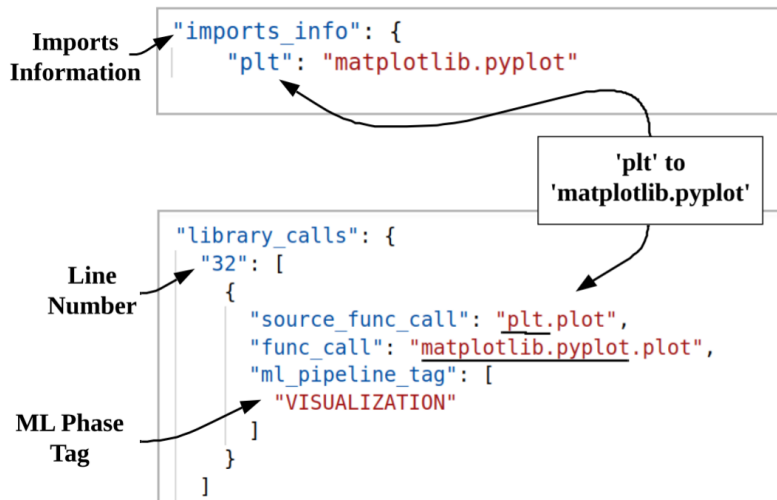 Imports
Information
"imports_info": {
"plt": "matplotlib.pyplot"
'plt' to
'matplotlib.pyplot'
"library_calls": {
Line
Number
"32": [
{
"source_func_call": "plt.plot",
"func_call": "matplotlib.pyplot.plot",
"ml_pipeline_tag": [
ML Phase
Tag
"VISUALIZATION"
]
}
]